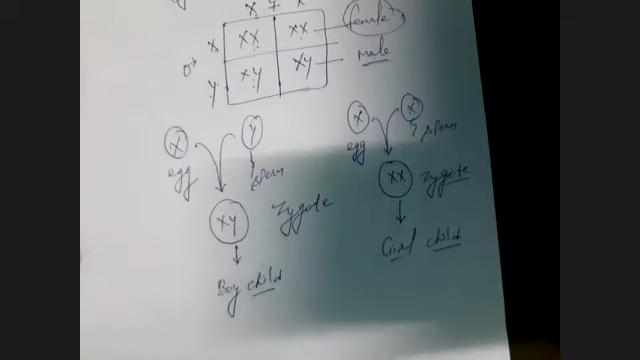 X X
X XX XX female
Y XY XY male
X Y X X
egg sperm egg sperm
XY Zygote XX Zygote
Boy child Girl child